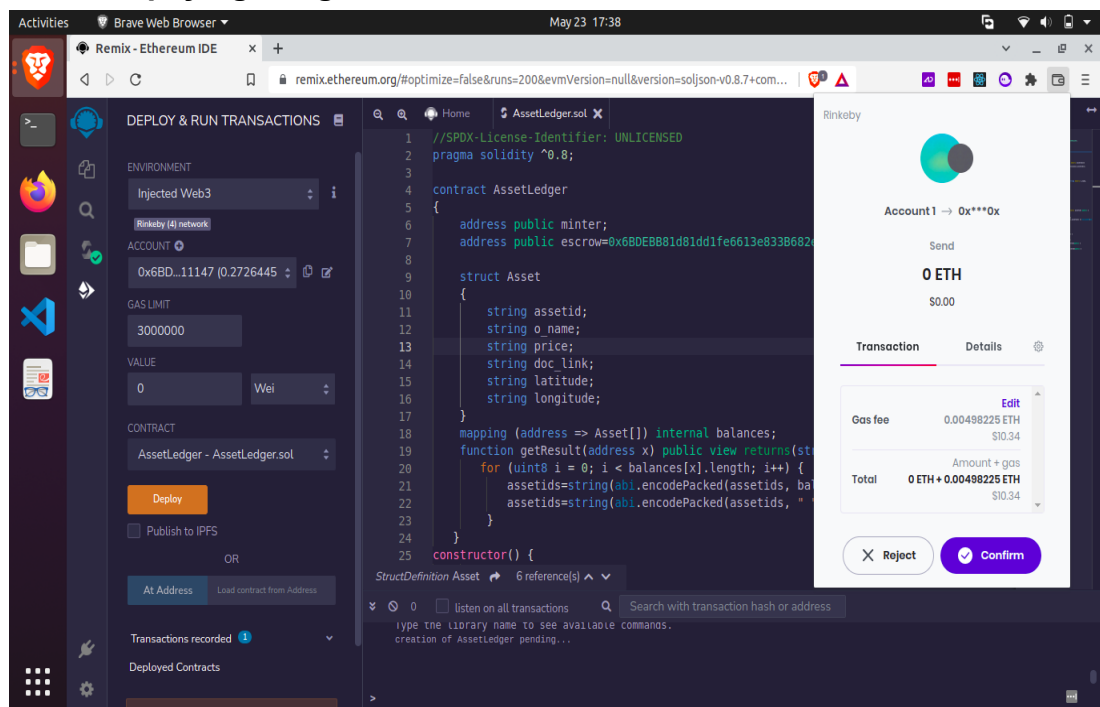 Activities
Brave Web Browser
May 23 17:38
Remix - Ethereum IDE
remix.ethereum.org/#optimize=false&runs=200&evmVersion=null&version=soljson-v0.8.7+com...
DEPLOY & RUN TRANSACTIONS
ENVIRONMENT
Injected Web3
i
Rinkeby (4) network
ACCOUNT
0x6BD...11147 (0.2726445
GAS LIMIT
3000000
VALUE
0
Wei
CONTRACT
AssetLedger - AssetLedger.sol
Deploy
Publish to IPFS
OR
At Address
Load contract from Address
Transactions recorded 1
Deployed Contracts
Home
AssetLedger.sol
1 //SPDX-License-Identifier: UNLICENSED
2 pragma solidity ^0.8;
3
4 contract AssetLedger
5 {
6 address public minter;
7 address public escrow=0x6BDEBB81d81dd1fe6613e833B682
8
9 struct Asset
10 {
11 string assetid;
12 string o_name;
13 string price;
14 string doc_link;
15 string latitude;
16 string longitude;
17 }
18 mapping (address => Asset[]) internal balances;
19 function getResult(address x) public view returns(st
20 for (uint8 i = 0; i < balances[x].length; i++) {
21 assetids=string(abi.encodePacked(assetids, bal
22 assetids=string(abi.encodePacked(assetids, " "
23 }
24 }
25 constructor() {
StructDefinition Asset
6 reference(s)
0
listen on all transactions
Search with transaction hash or address
Type the library name to see available commands.
creation of AssetLedger pending...
>
Rinkeby
Account 1 → 0x***0x
Send
0 ETH
$0.00
Transaction
Details
Edit
Gas fee
0.00498225 ETH
$10.34
Amount + gas
Total
0 ETH + 0.00498225 ETH
$10.34
Reject
Confirm